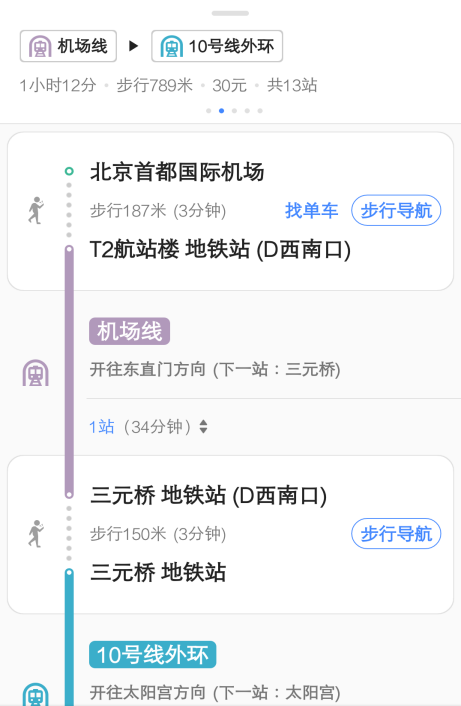 机场线 ▶ 10号线外环
1小时12分 · 步行789米 · 30元 · 共13站
北京首都国际机场
步行187米 (3分钟) 找单车 步行导航
T2航站楼 地铁站 (D西南口)
机场线
开往东直门方向 (下一站：三元桥)
1站 (34分钟)
三元桥 地铁站 (D西南口)
步行150米 (3分钟) 步行导航
三元桥 地铁站
10号线外环
开往太阳宫方向 (下一站：太阳宫)